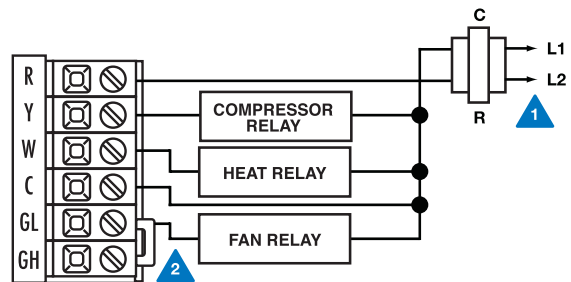 C
L1
L2
R
1
R
Y
W
C
GL
GH
COMPRESSOR
RELAY
HEAT RELAY
FAN RELAY
2